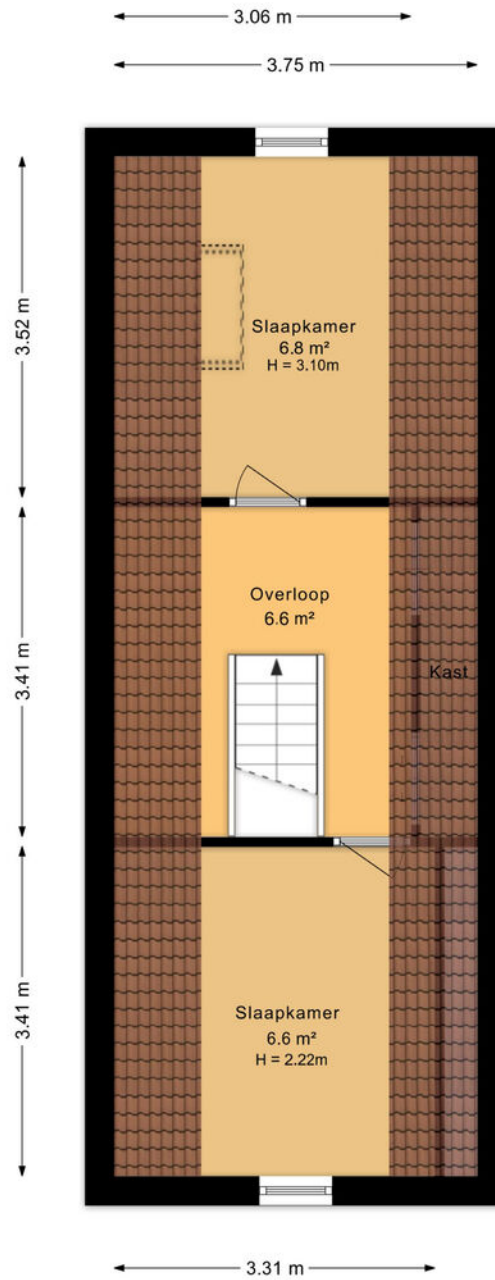 3.06 m
3.75 m
3.52 m
Slaapkamer
6.8 m²
H = 3.10m
3.41 m
Overloop
6.6 m²
Kast
3.41 m
Slaapkamer
6.6 m²
H = 2.22m
3.31 m